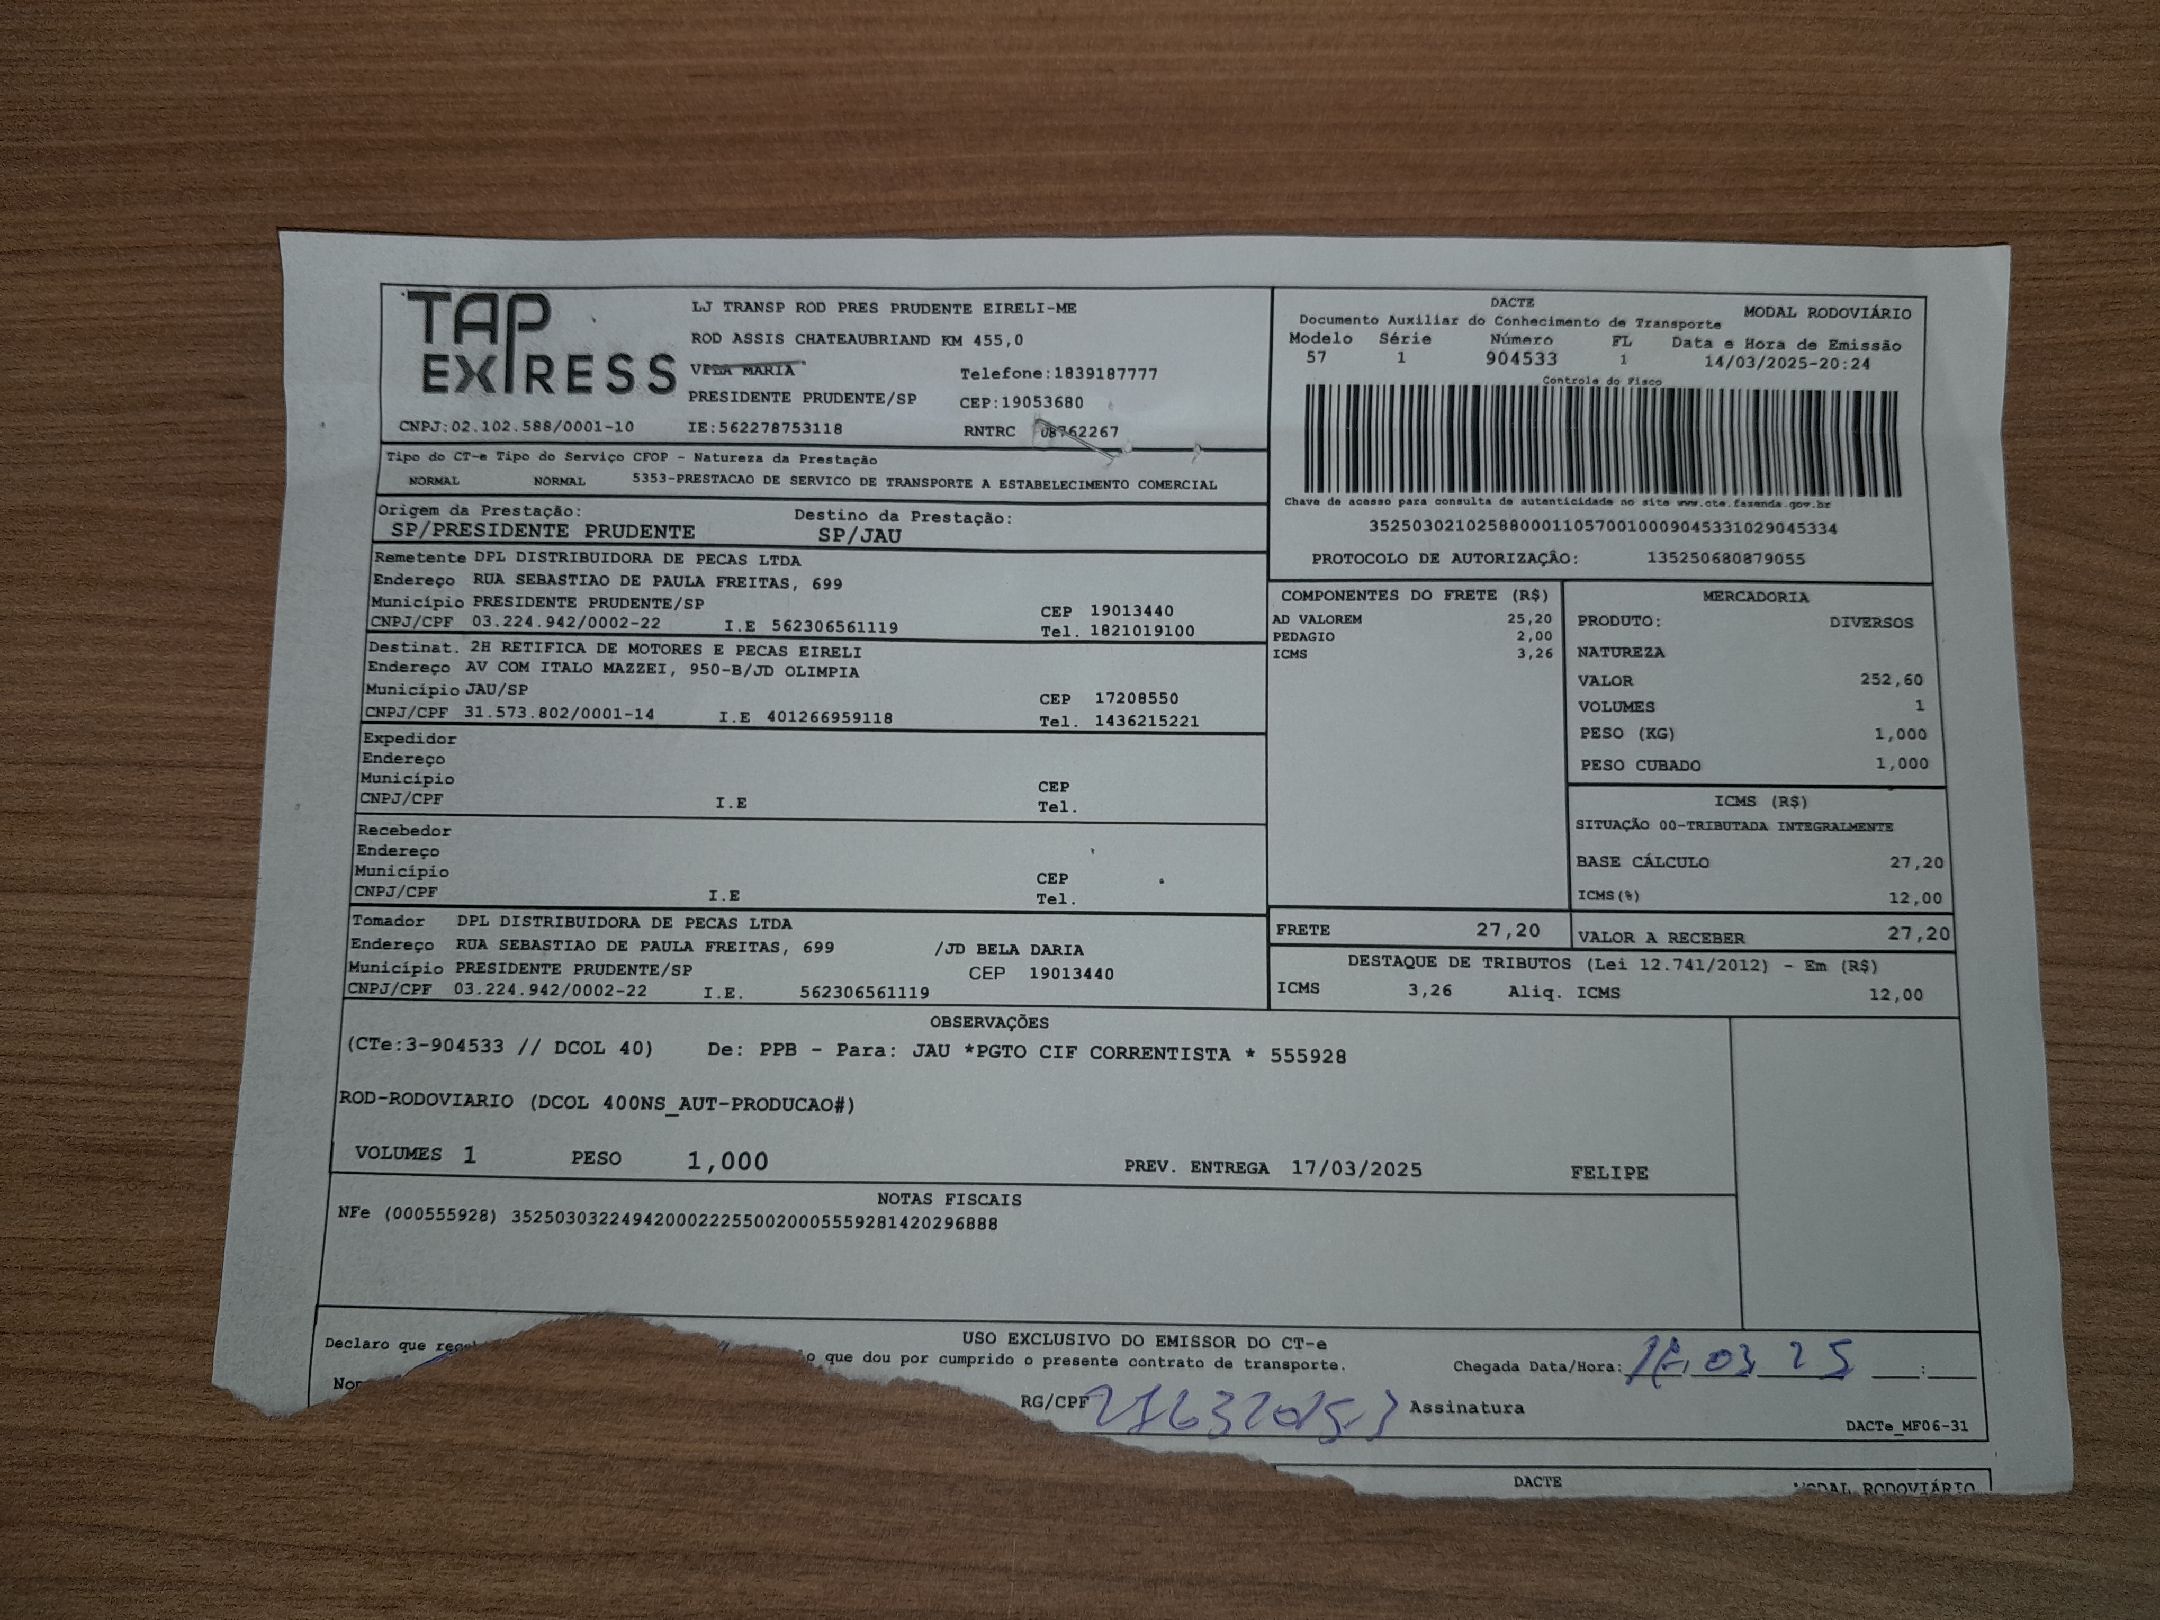 TAP EXPRESS
LJ TRANSP ROD PRES PRUDENTE EIRELI-ME
ROD ASSIS CHATEAUBRIAND KM 455,0
VILA MARIA Telefone:1839187777
PRESIDENTE PRUDENTE/SP CEP:19053680
CNPJ:02.102.588/0001-10 IE:562278753118 RNTRC 08762267
DACTE MODAL RODOVIÁRIO
Documento Auxiliar do Conhecimento de Transporte
Modelo Série Número FL Data e Hora de Emissão
57 1 904533 1 14/03/2025-20:24
Controle do Fisco
Chave de acesso para consulta de autenticidade no site www.cte.fazenda.gov.br
35250302102588000110570010009045331029045334
PROTOCOLO DE AUTORIZAÇÃO: 135250680879055
Tipo do CT-e Tipo do Serviço CFOP - Natureza da Prestação
NORMAL NORMAL 5353-PRESTACAO DE SERVICO DE TRANSPORTE A ESTABELECIMENTO COMERCIAL
Origem da Prestação: Destino da Prestação:
SP/PRESIDENTE PRUDENTE SP/JAU
Remetente DPL DISTRIBUIDORA DE PECAS LTDA
Endereço RUA SEBASTIAO DE PAULA FREITAS, 699
Município PRESIDENTE PRUDENTE/SP CEP 19013440
CNPJ/CPF 03.224.942/0002-22 I.E 562306561119 Tel. 1821019100
Destinat. 2H RETIFICA DE MOTORES E PECAS EIRELI
Endereço AV COM ITALO MAZZEI, 950-B/JD OLIMPIA
Município JAU/SP CEP 17208550
CNPJ/CPF 31.573.802/0001-14 I.E 401266959118 Tel. 1436215221
Expedidor
Endereço
Município CEP
CNPJ/CPF I.E Tel.
Recebedor
Endereço
Município CEP
CNPJ/CPF I.E Tel.
Tomador DPL DISTRIBUIDORA DE PECAS LTDA
Endereço RUA SEBASTIAO DE PAULA FREITAS, 699 /JD BELA DARIA
Município PRESIDENTE PRUDENTE/SP CEP 19013440
CNPJ/CPF 03.224.942/0002-22 I.E. 562306561119
COMPONENTES DO FRETE (R$)
AD VALOREM 25,20
PEDAGIO 2,00
ICMS 3,26
MERCADORIA
PRODUTO: DIVERSOS
NATUREZA
VALOR 252,60
VOLUMES 1
PESO (KG) 1,000
PESO CUBADO 1,000
ICMS (R$)
SITUAÇÃO 00-TRIBUTADA INTEGRALMENTE
BASE CÁLCULO 27,20
ICMS(%) 12,00
FRETE 27,20 VALOR A RECEBER 27,20
DESTAQUE DE TRIBUTOS (Lei 12.741/2012) - Em (R$)
ICMS 3,26 Aliq. ICMS 12,00
OBSERVAÇÕES
(CTe:3-904533 // DCOL 40) De: PPB - Para: JAU *PGTO CIF CORRENTISTA * 555928
ROD-RODOVIARIO (DCOL 400NS_AUT-PRODUCAO#)
VOLUMES 1 PESO 1,000 PREV. ENTREGA 17/03/2025 FELIPE
NOTAS FISCAIS
NFe (000555928) 35250303224942000222550020005559281420296888
USO EXCLUSIVO DO EMISSOR DO CT-e
Declaro que que dou por cumprido o presente contrato de transporte. Chegada Data/Hora: 03 25 :
RG/CPF Assinatura
DACTe_MF06-31
DACTE MODAL RODOVIÁRIO